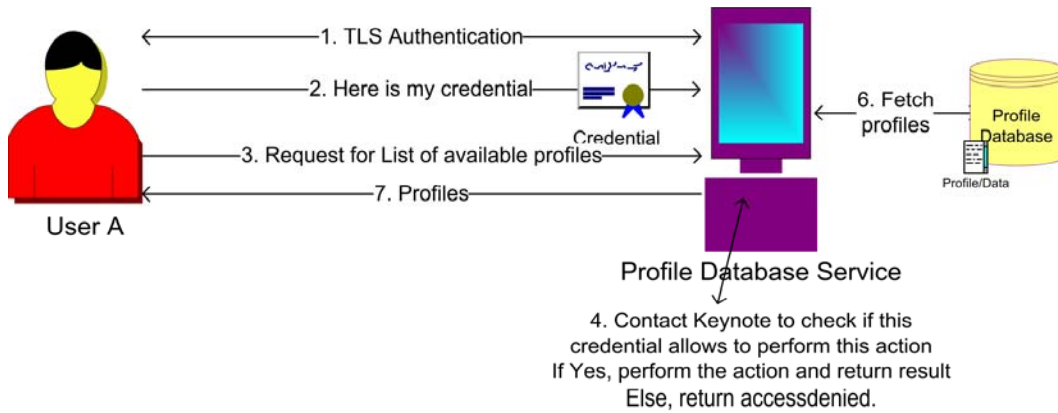 1. TLS Authentication
2. Here is my credential
Credential
3. Request for List of available profiles
7. Profiles
User A
6. Fetch
profiles
Profile
Database
Profile/Data
Profile Database Service
4. Contact Keynote to check if this
credential allows to perform this action
If Yes, perform the action and return result
Else, return accessdenied.